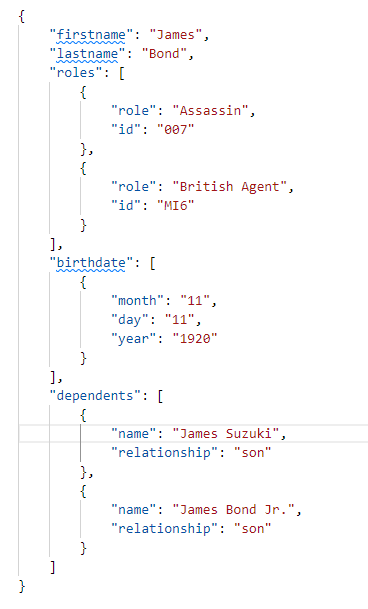 {
    "firstname": "James",
    "lastname": "Bond",
    "roles": [
        {
            "role": "Assassin",
            "id": "007"
        },
        {
            "role": "British Agent",
            "id": "MI6"
        }
    ],
    "birthdate": [
        {
            "month": "11",
            "day": "11",
            "year": "1920"
        }
    ],
    "dependents": [
        {
            "name": "James Suzuki",
            "relationship": "son"
        },
        {
            "name": "James Bond Jr.",
            "relationship": "son"
        }
    ]
}